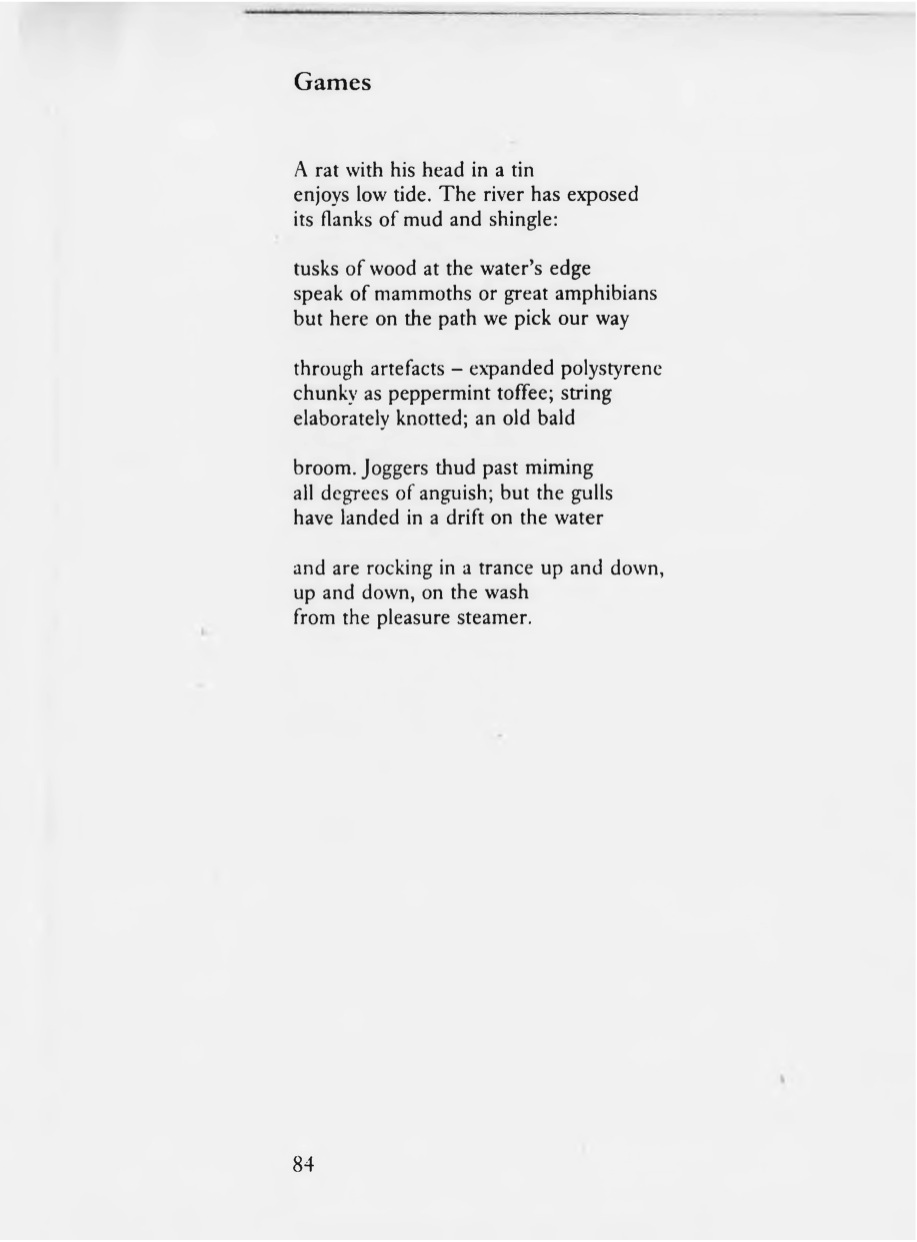 Games
A rat with his head in a tin
enjoys low tide. The river has exposed
its flanks of mud and shingle:
tusks of wood at the water's edge
speak of mammoths or great amphibians
but here on the path we pick our way
through artefacts – expanded polystyrene
chunky as peppermint toffee; string
elaborately knotted; an old bald
broom. Joggers thud past miming
all degrees of anguish; but the gulls
have landed in a drift on the water
and are rocking in a trance up and down,
up and down, on the wash
from the pleasure steamer.
84